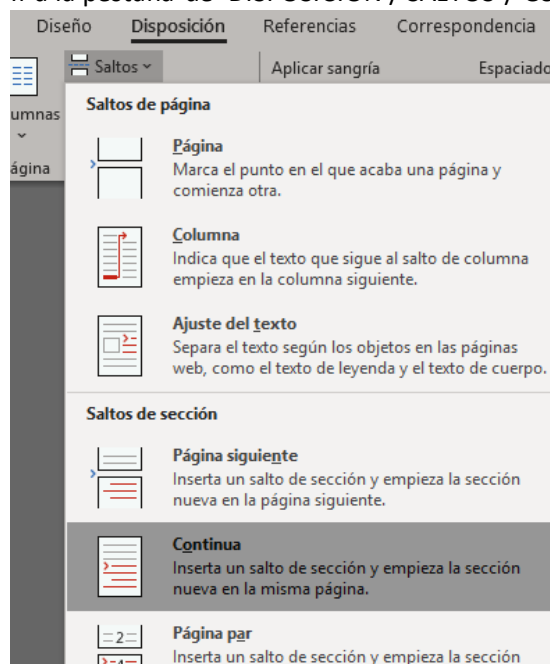 Diseño Disposición Referencias Correspondencia
Saltos Aplicar sangría Espaciado
umnas
ágina
Saltos de página
Página
Marca el punto en el que acaba una página y
comienza otra.
Columna
Indica que el texto que sigue al salto de columna
empieza en la columna siguiente.
Ajuste del texto
Separa el texto según los objetos en las páginas
web, como el texto de leyenda y el texto de cuerpo.
Saltos de sección
Página siguiente
Inserta un salto de sección y empieza la sección
nueva en la página siguiente.
Continua
Inserta un salto de sección y empieza la sección
nueva en la misma página.
=2=
Página par
Inserta un salto de sección y empieza la sección